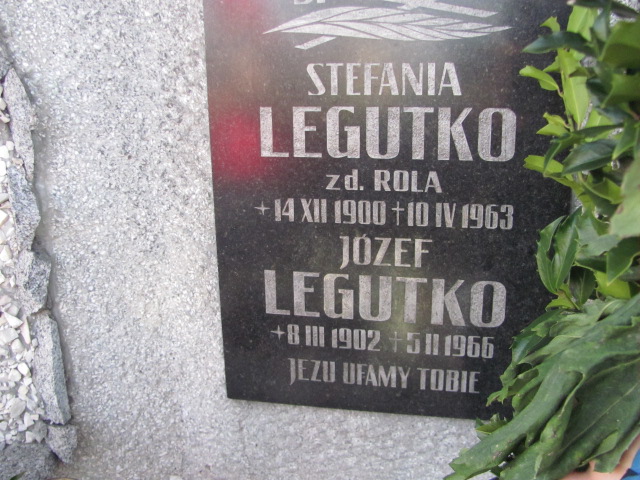 STEFANIA
LEGUTKO
zd. ROLA
+14 XII 1900 +10 IV 1963
JÓZEF
LEGUTKO
+8 III 1902 +5 II 1966
JEZU UFAMY TOBIE